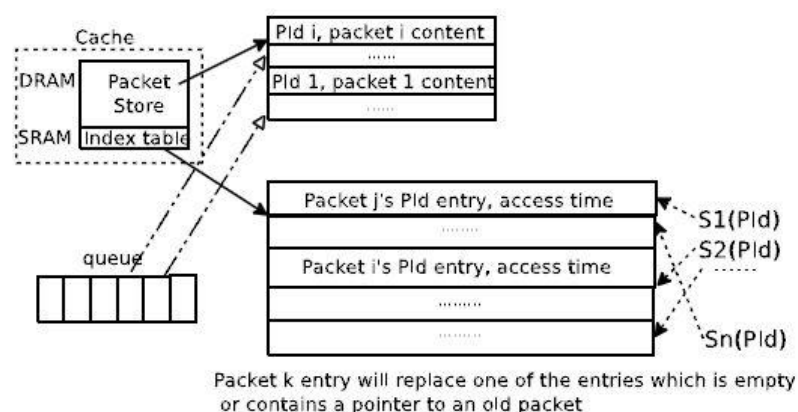 Cache
DRAM
Packet
Store
SRAM
Index table
PId i, packet i content
......
PId 1, packet 1 content
......
queue
Packet j's PId entry, access time
........
Packet i's PId entry, access time
.........
.........
S1(PId)
S2(PId)
......
Sn(PId)
Packet k entry will replace one of the entries which is empty
or contains a pointer to an old packet